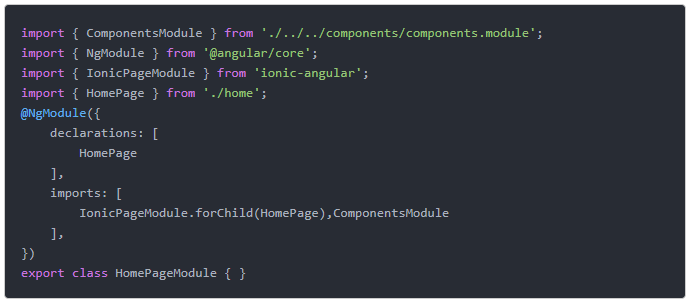 import { ComponentsModule } from './../../components/components.module';
import { NgModule } from '@angular/core';
import { IonicPageModule } from 'ionic-angular';
import { HomePage } from './home';
@NgModule({
    declarations: [
        HomePage
    ],
    imports: [
        IonicPageModule.forChild(HomePage),ComponentsModule
    ],
})
export class HomePageModule { }